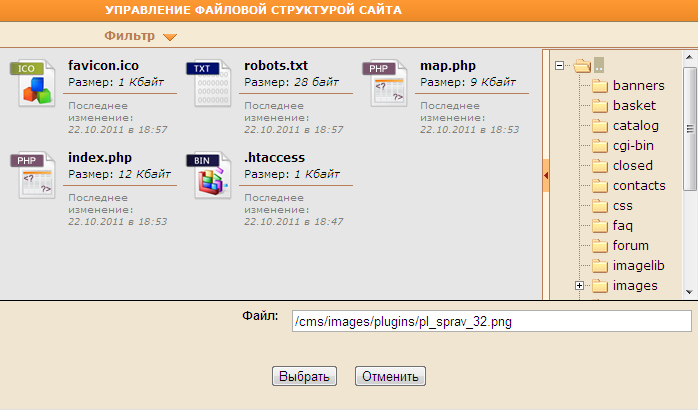 УПРАВЛЕНИЕ ФАЙЛОВОЙ СТРУКТУРОЙ САЙТА
Фильтр
ICO
favicon.ico
Размер: 1 Кбайт
Последнее
изменение:
22.10.2011 в 18:57
TXT
robots.txt
Размер: 28 байт
Последнее
изменение:
22.10.2011 в 18:57
PHP
map.php
Размер: 9 Кбайт
Последнее
изменение:
22.10.2011 в 18:53
PHP
index.php
Размер: 12 Кбайт
Последнее
изменение:
22.10.2011 в 18:53
BIN
.htaccess
Размер: 1 Кбайт
Последнее
изменение:
22.10.2011 в 18:47
..
banners
basket
catalog
cgi-bin
closed
contacts
css
faq
forum
imagelib
images
Файл:
/cms/images/plugins/pl_sprav_32.png
Выбрать
Отменить